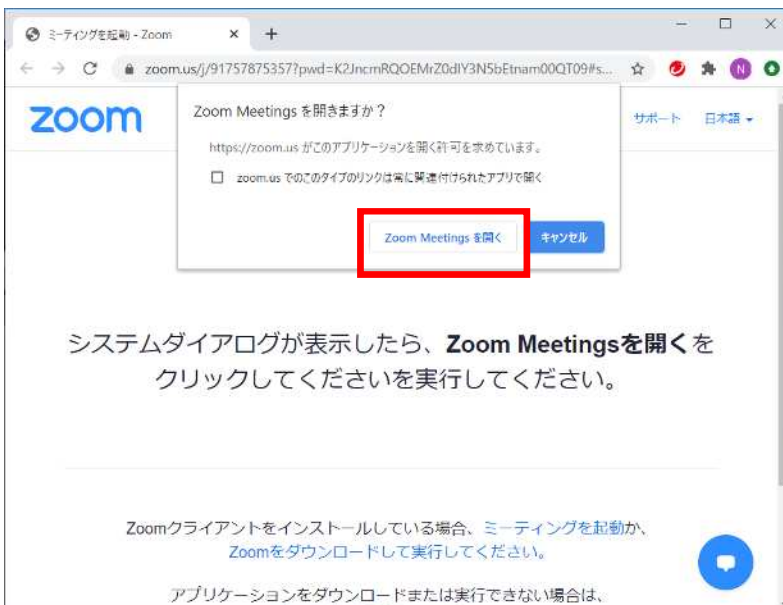 ミーティングを起動 - Zoom
zoom.us/j/91757875357?pwd=K2JncmRQOEMrZ0dIY3N5bEtnam00QT09#s...
N
zoom
サポート
日本語
Zoom Meetings を開きますか？
https://zoom.us がこのアプリケーションを開く許可を求めています。
zoom.us でのこのタイプのリンクは常に関連付けられたアプリで開く
Zoom Meetings を開く
キャンセル
システムダイアログが表示したら、Zoom Meetingsを開くを
クリックしてくださいを実行してください。
Zoomクライアントをインストールしている場合、ミーティングを起動か、
Zoomをダウンロードして実行してください。
アプリケーションをダウンロードまたは実行できない場合は、